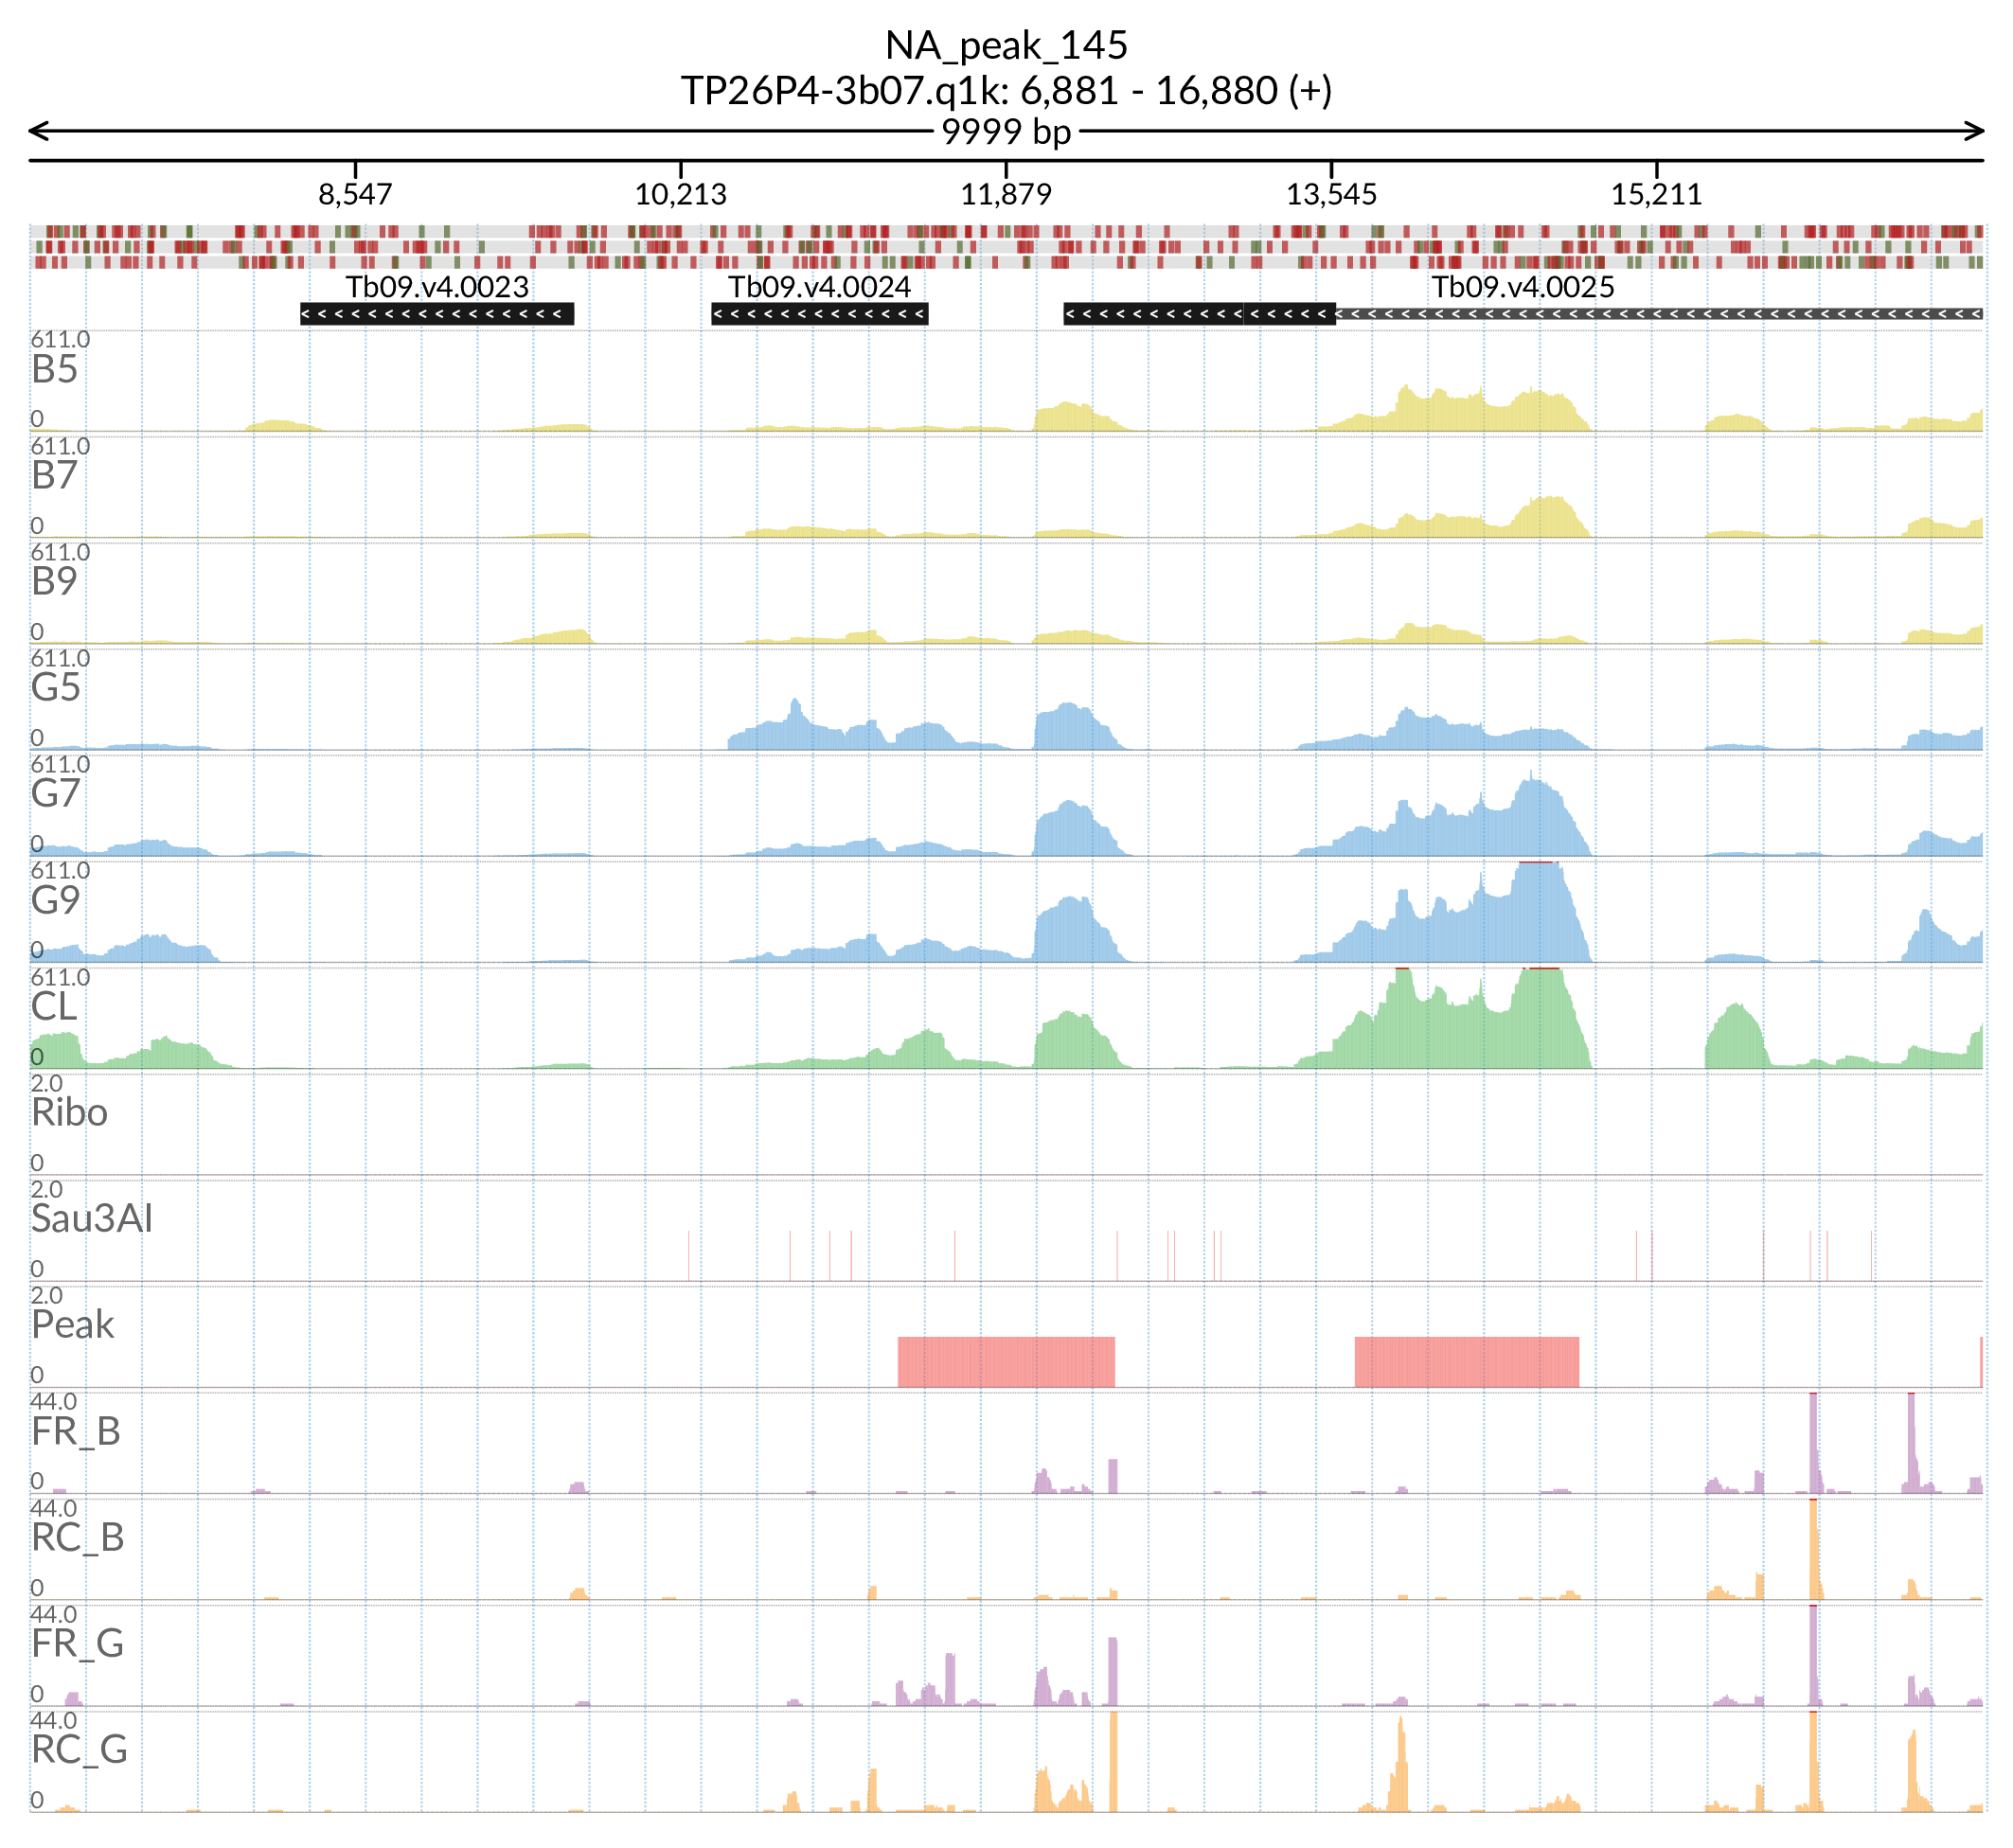 NA_peak_145
TP26P4-3b07.q1k: 6,881 - 16,880 (+)
9999 bp
8,547 10,213 11,879 13,545 15,211
Tb09.v4.0023 Tb09.v4.0024 Tb09.v4.0025
611.0
B5
0
611.0
B7
0
611.0
B9
0
611.0
G5
0
611.0
G7
0
611.0
G9
0
611.0
CL
0
2.0
Ribo
0
2.0
Sau3AI
0
2.0
Peak
0
44.0
FR_B
0
44.0
RC_B
0
44.0
FR_G
0
44.0
RC_G
0